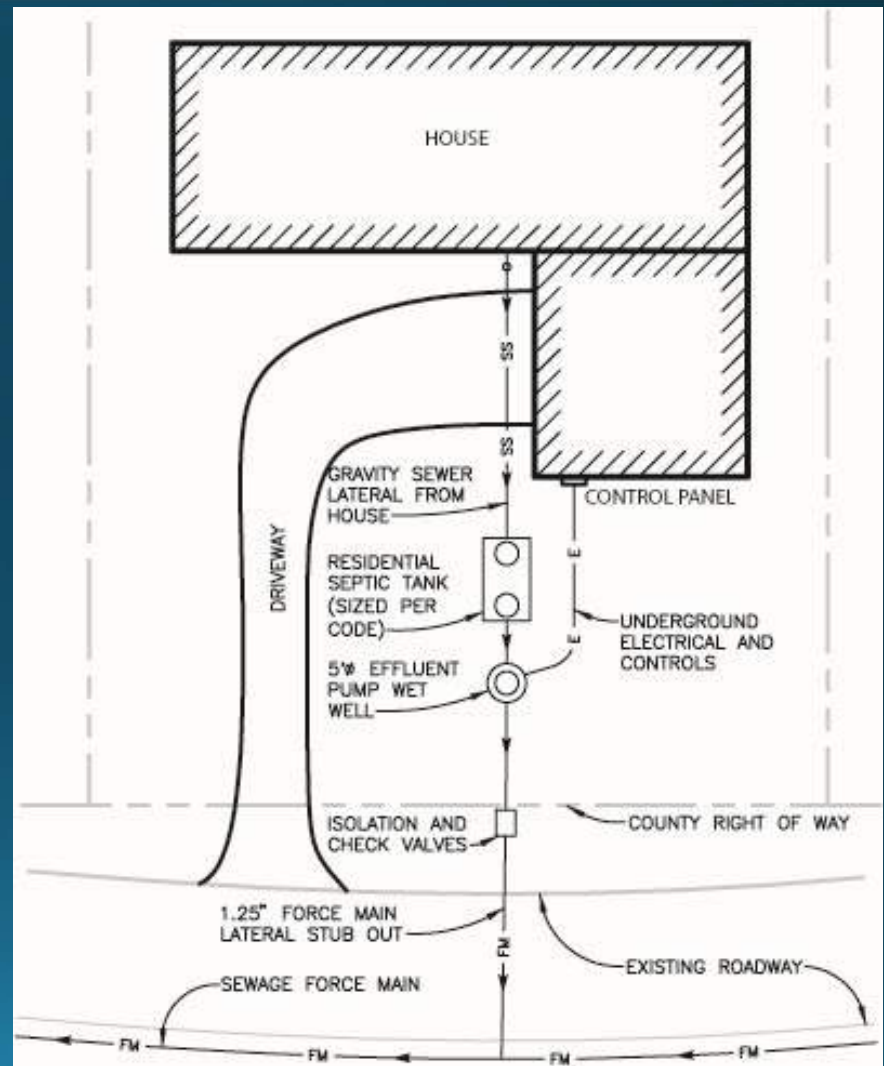 HOUSE
SS
SS
GRAVITY SEWER
LATERAL FROM
HOUSE
CONTROL PANEL
DRIVEWAY
E
E
RESIDENTIAL
SEPTIC TANK
(SIZED PER
CODE)
UNDERGROUND
ELECTRICAL AND
CONTROLS
5'ø EFFLUENT
PUMP WET
WELL
ISOLATION AND
CHECK VALVES
COUNTY RIGHT OF WAY
1.25" FORCE MAIN
LATERAL STUB OUT
FM
EXISTING ROADWAY
SEWAGE FORCE MAIN
FM
FM
FM
FM